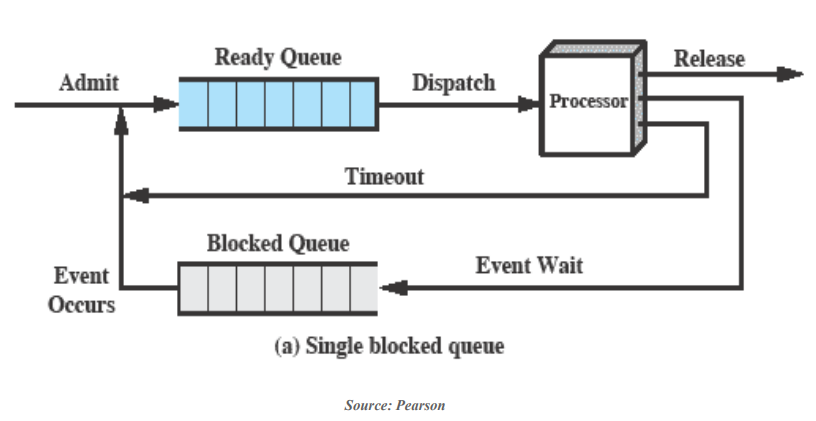 Ready Queue
Release
Admit
Dispatch
Processor
Timeout
Blocked Queue
Event Wait
Event
Occurs
(a) Single blocked queue
Source: Pearson